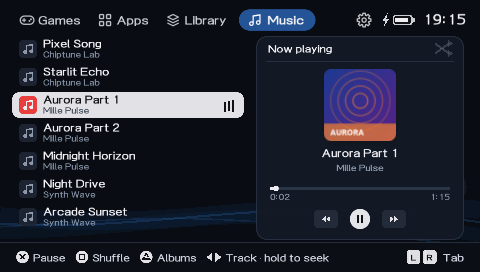 Games Apps Library Music 19:15
Pixel Song
Chiptune Lab
Starlit Echo
Chiptune Lab
Aurora Part 1
Mille Pulse
Aurora Part 2
Mille Pulse
Midnight Horizon
Mille Pulse
Night Drive
Synth Wave
Arcade Sunset
Synth Wave
Now playing
AURORA
Aurora Part 1
Mille Pulse
0:02 1:15
Pause Shuffle Albums Track · hold to seek L R Tab